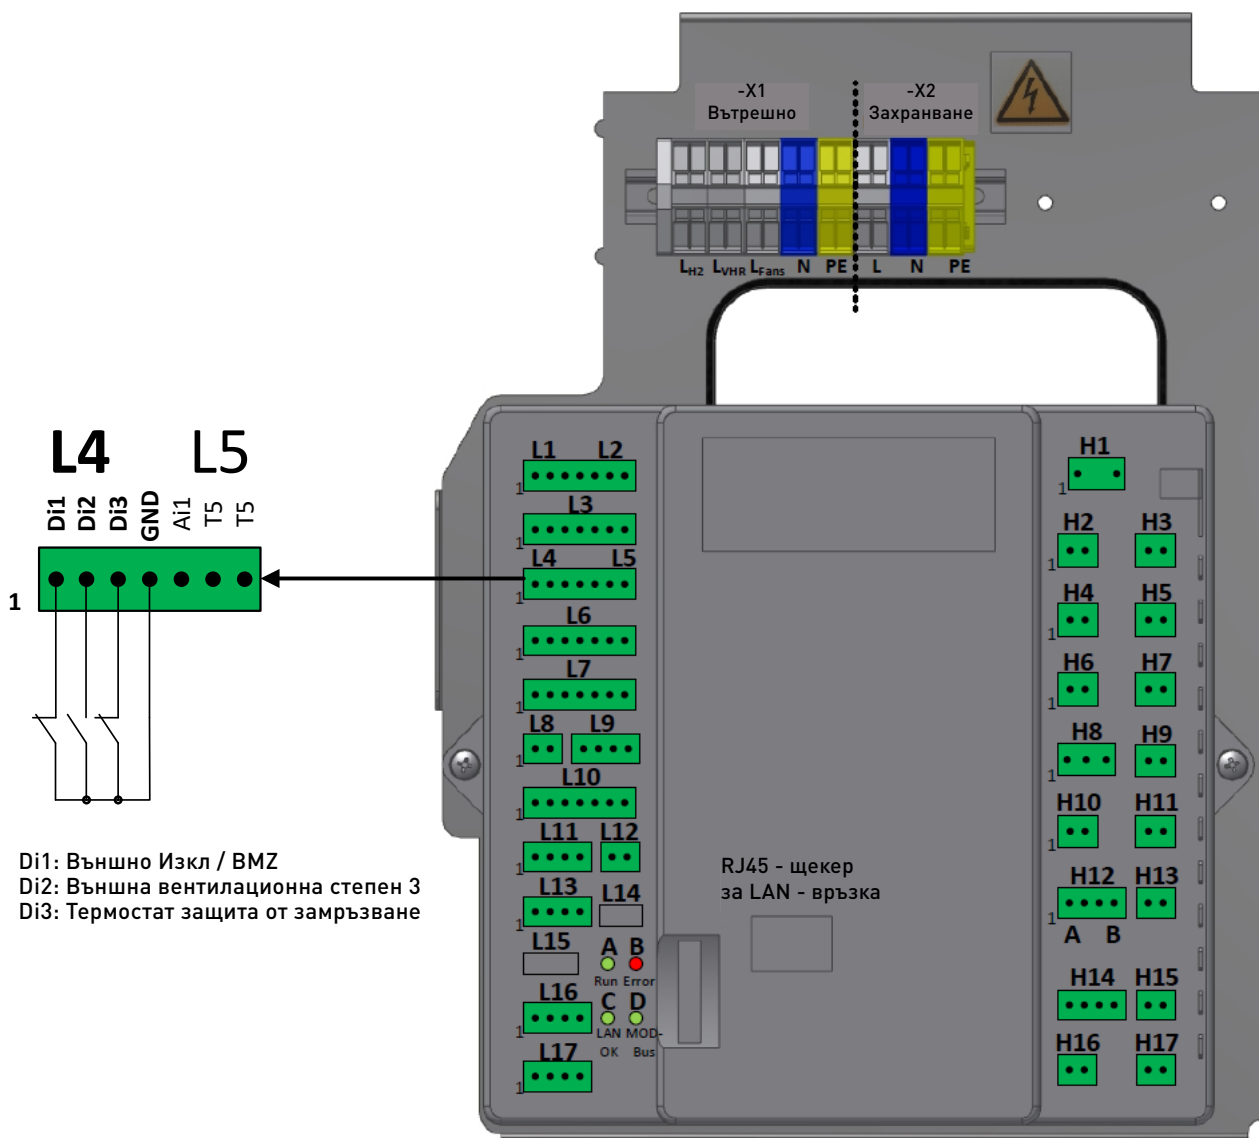 -X1
Вътрешно
-X2
Захранване
LH2 LVHR LFans N PE L N PE
L4 L5
Di1 Di2 Di3 GND Ai1 T5 T5
1
Di1: Външно Изкл / BMZ
Di2: Външна вентилационна степен 3
Di3: Термостат защита от замръзване
L1 L2
1
L3
1
L4 L5
1
L6
1
L7
1
L8 L9
1
L10
1
L11 L12
1
L13 L14
1
L15 A B
Run Error
L16 C D
1 LAN MOD-
OK Bus
L17
1
RJ45 - щекер
за LAN - връзка
H1
1
H2 H3
1
H4 H5
1
H6 H7
1
H8 H9
1
H10 H11
1
H12 H13
1
A B
H14 H15
H16 H17